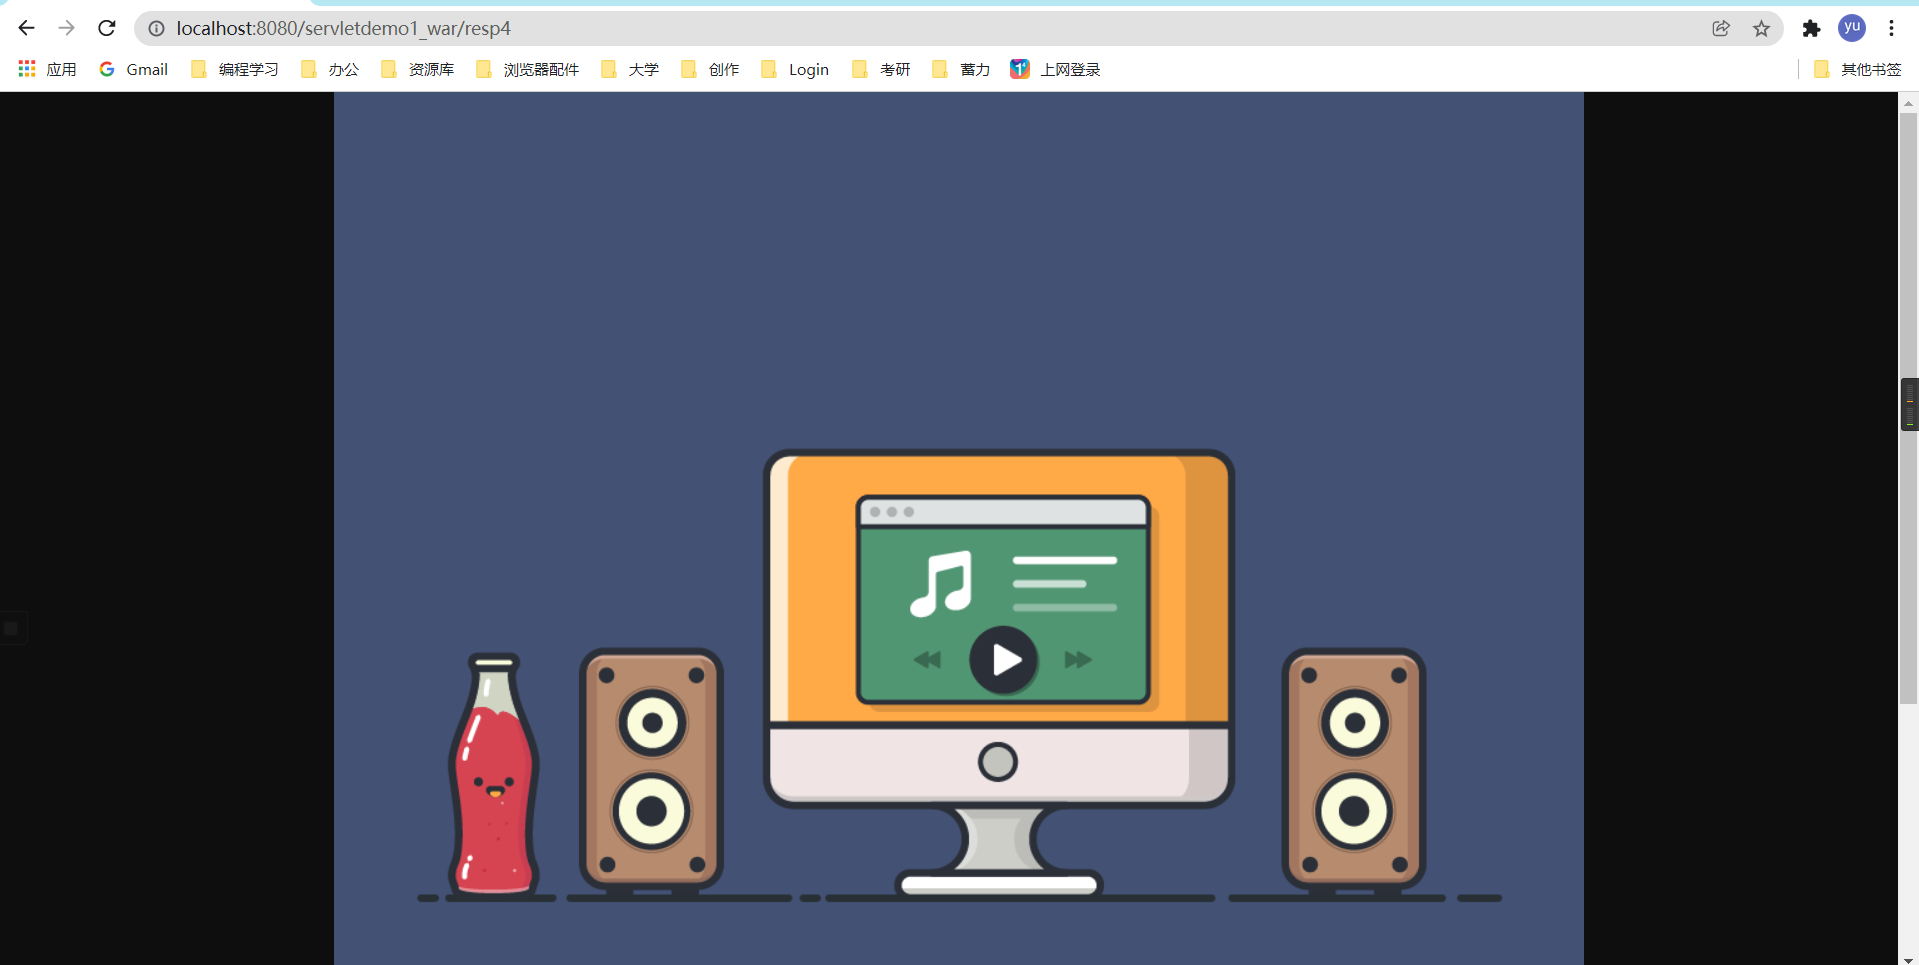 localhost:8080/servletdemo1_war/resp4
yu
应用 Gmail 编程学习 办公 资源库 浏览器配件 大学 创作 Login 考研 蓄力 上网登录 其他书签